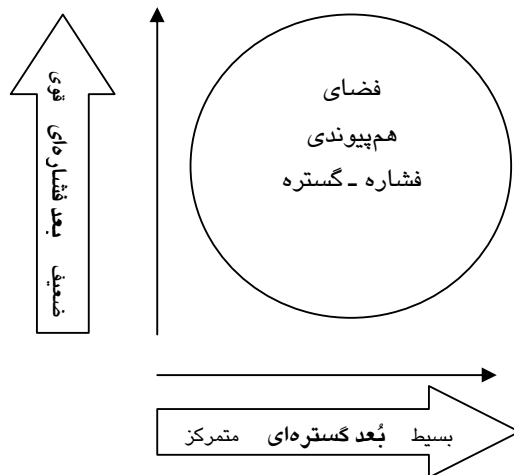 فضای
هم‌پیوندی
فشاره ـ گستره
قوی بعد فشاره‌ای ضعیف
بسیط بُعد گستره‌ای متمرکز